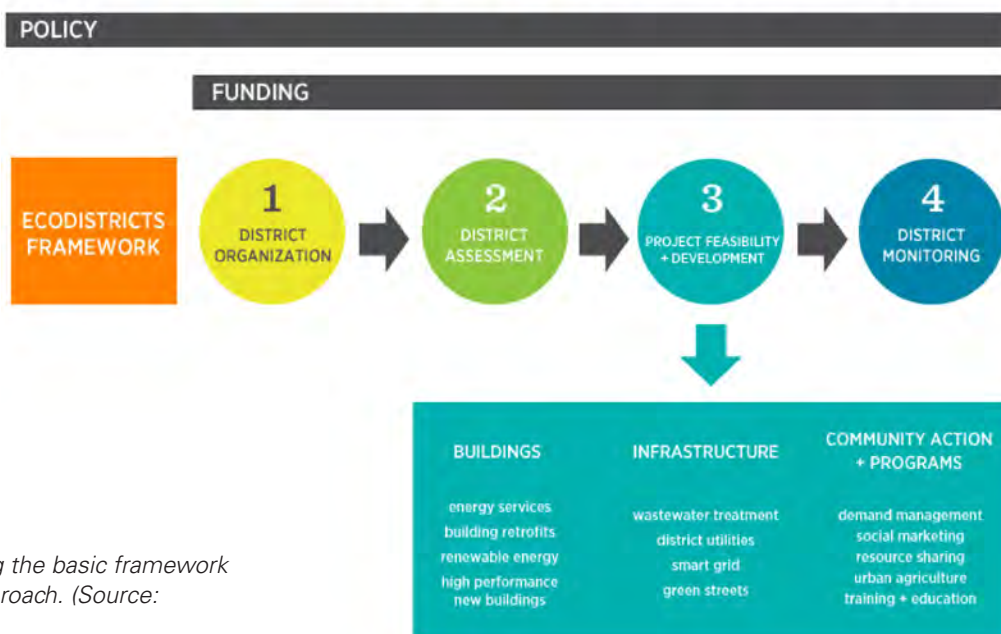 POLICY
FUNDING
ECODISTRICTS
FRAMEWORK
1
DISTRICT
ORGANIZATION
2
DISTRICT
ASSESSMENT
3
PROJECT FEASIBILITY
+ DEVELOPMENT
4
DISTRICT
MONITORING
BUILDINGS
energy services
building retrofits
renewable energy
high performance
new buildings
INFRASTRUCTURE
wastewater treatment
district utilities
smart grid
green streets
COMMUNITY ACTION
+ PROGRAMS
demand management
social marketing
resource sharing
urban agriculture
training + education
the basic framework
(Source: